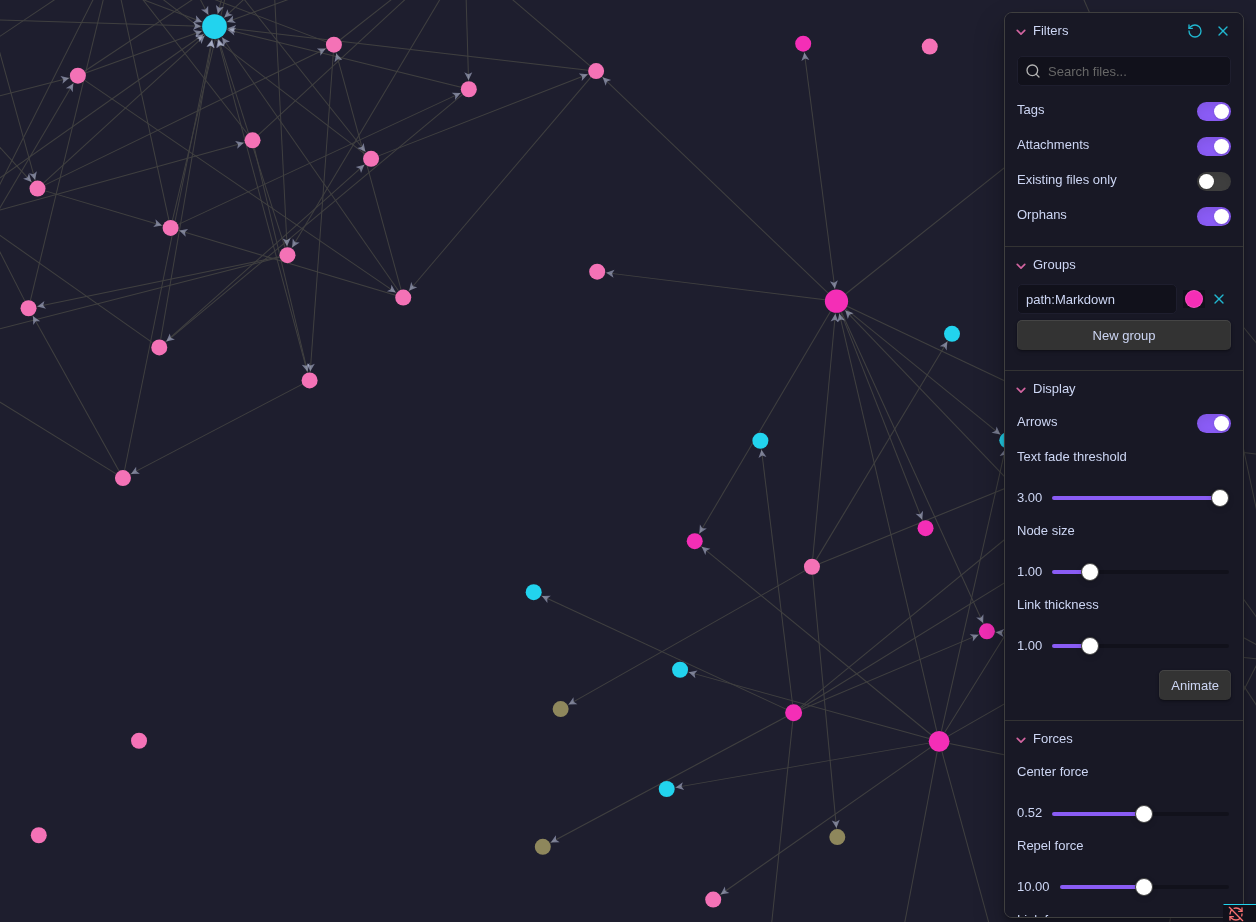 Filters
Search files...
Tags
Attachments
Existing files only
Orphans
Groups
path:Markdown
New group
Display
Arrows
Text fade threshold
3.00
Node size
1.00
Link thickness
1.00
Animate
Forces
Center force
0.52
Repel force
10.00